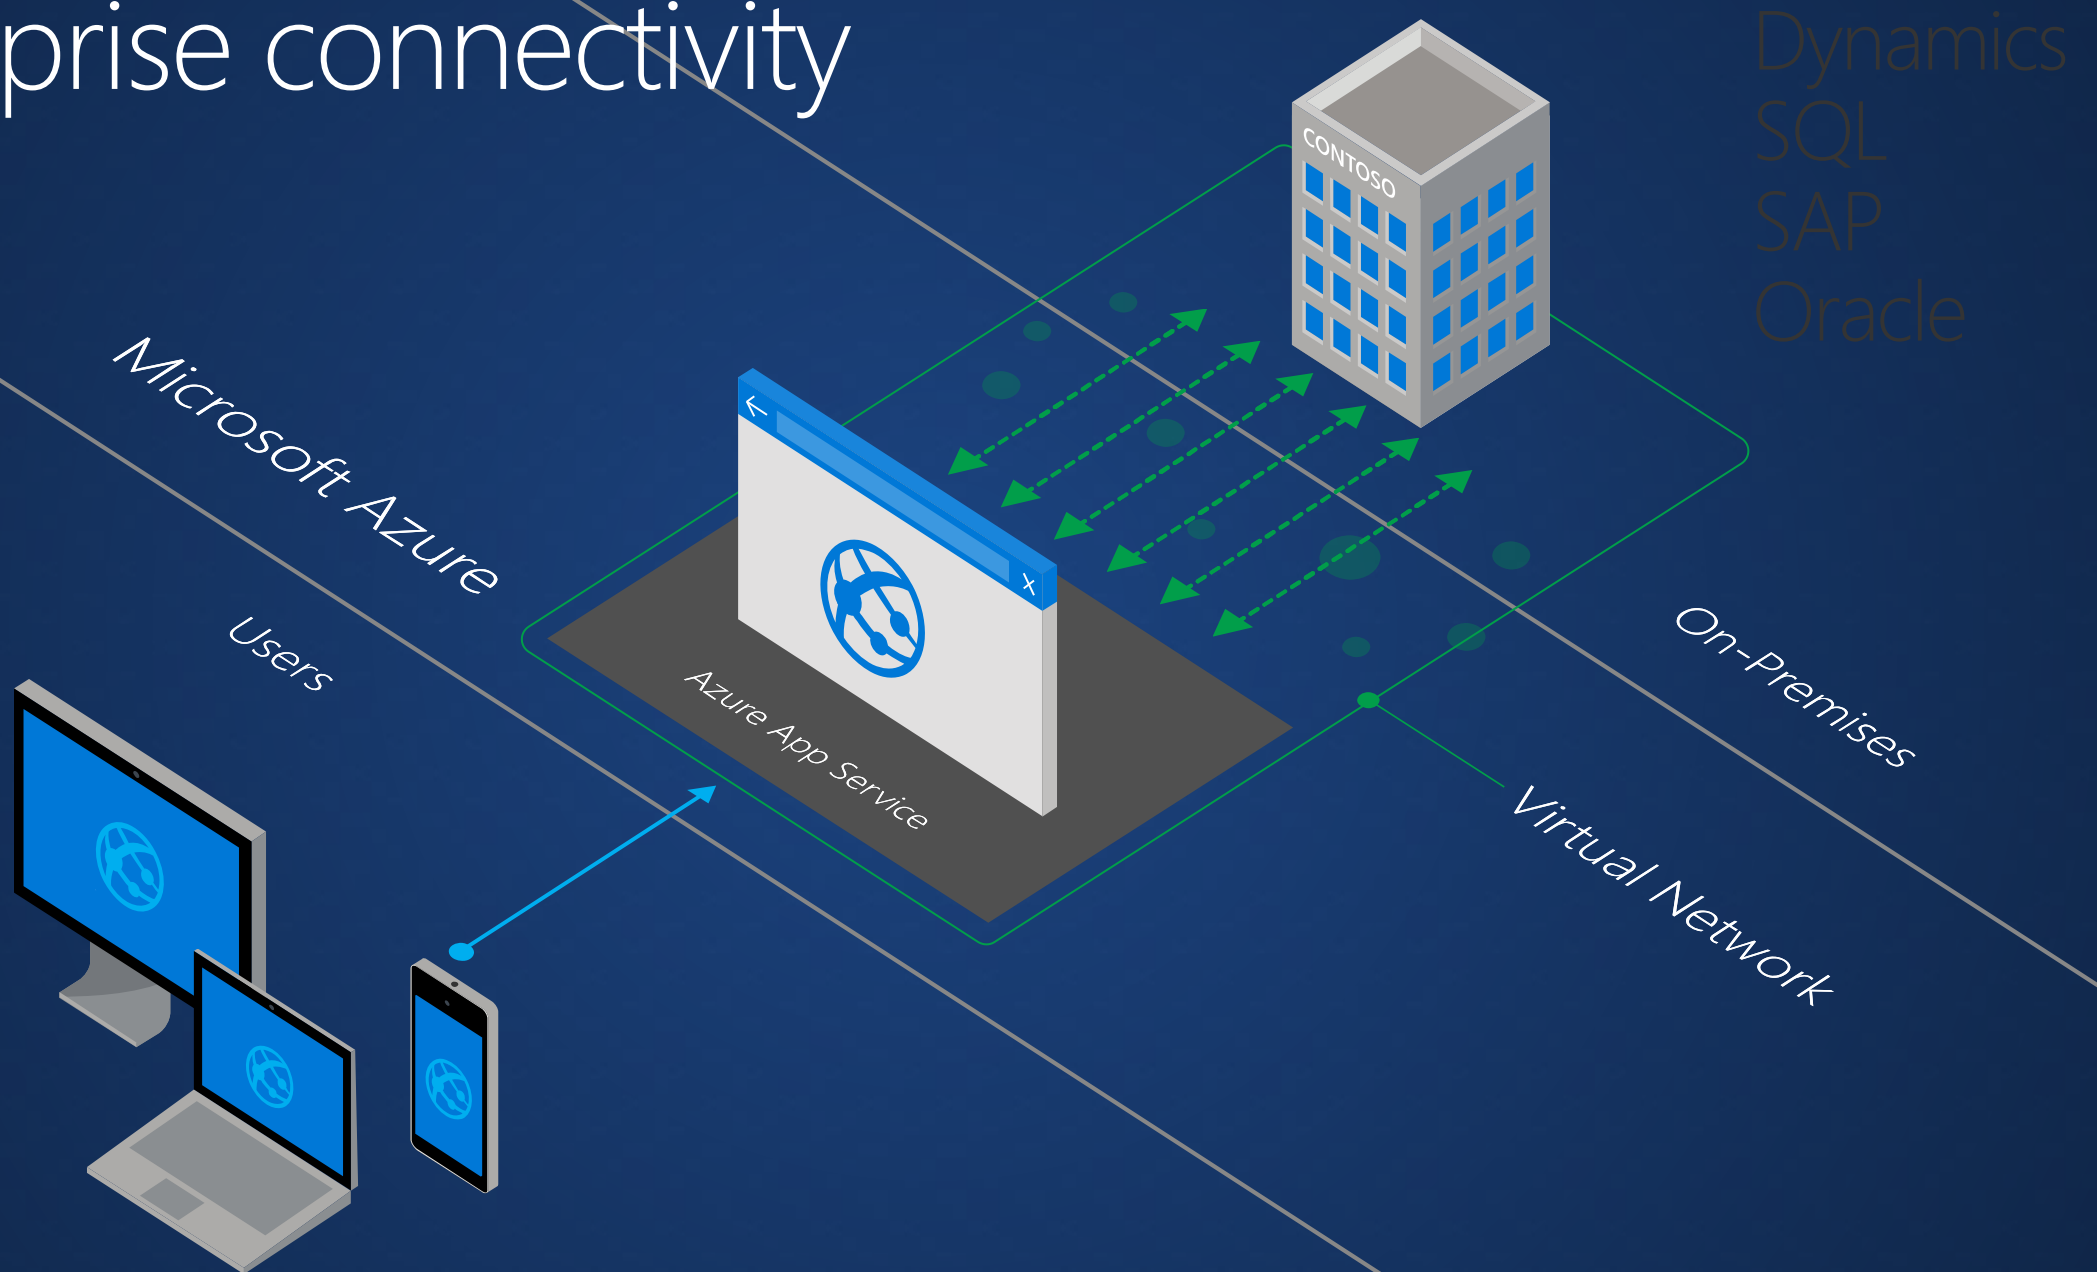 prise connectivity
Dynamics
SQL
SAP
Oracle
CONTOSO
Microsoft Azure
Users
Azure App Service
On-Premises
Virtual Network